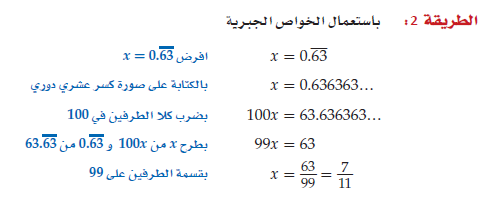 الطريقة 2: باستعمال الخواص الجبرية
افرض x = 0.6̅3̅ x = 0.6̅3̅
بالكتابة على صورة كسر عشري دوري x = 0.636363…
بضرب كلا الطرفين في 100 100x = 63.636363…
بطرح x من 100x و 0.6̅3̅ من 63.6̅3̅ 99x = 63
بتسمة الطرفين على 99 x = 63/99 = 7/11